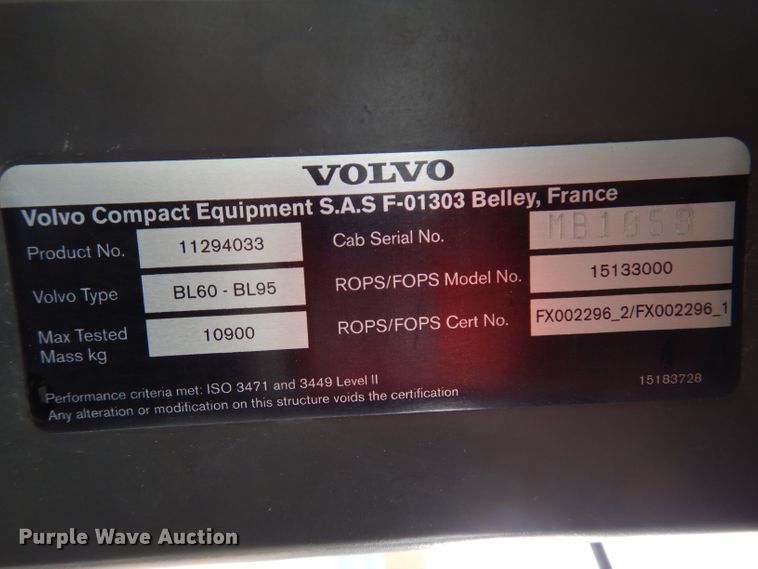 VOLVO
Volvo Compact Equipment S.A.S F-01303 Belley, France
Product No. 11294033 Cab Serial No. MB1058
Volvo Type BL60 - BL95 ROPS/FOPS Model No. 15133000
Max Tested Mass kg 10900 ROPS/FOPS Cert No. FX002296_2/FX002296_1
Performance criteria met: ISO 3471 and 3449 Level II 15183728
Any alteration or modification on this structure voids the certification
Purple Wave Auction